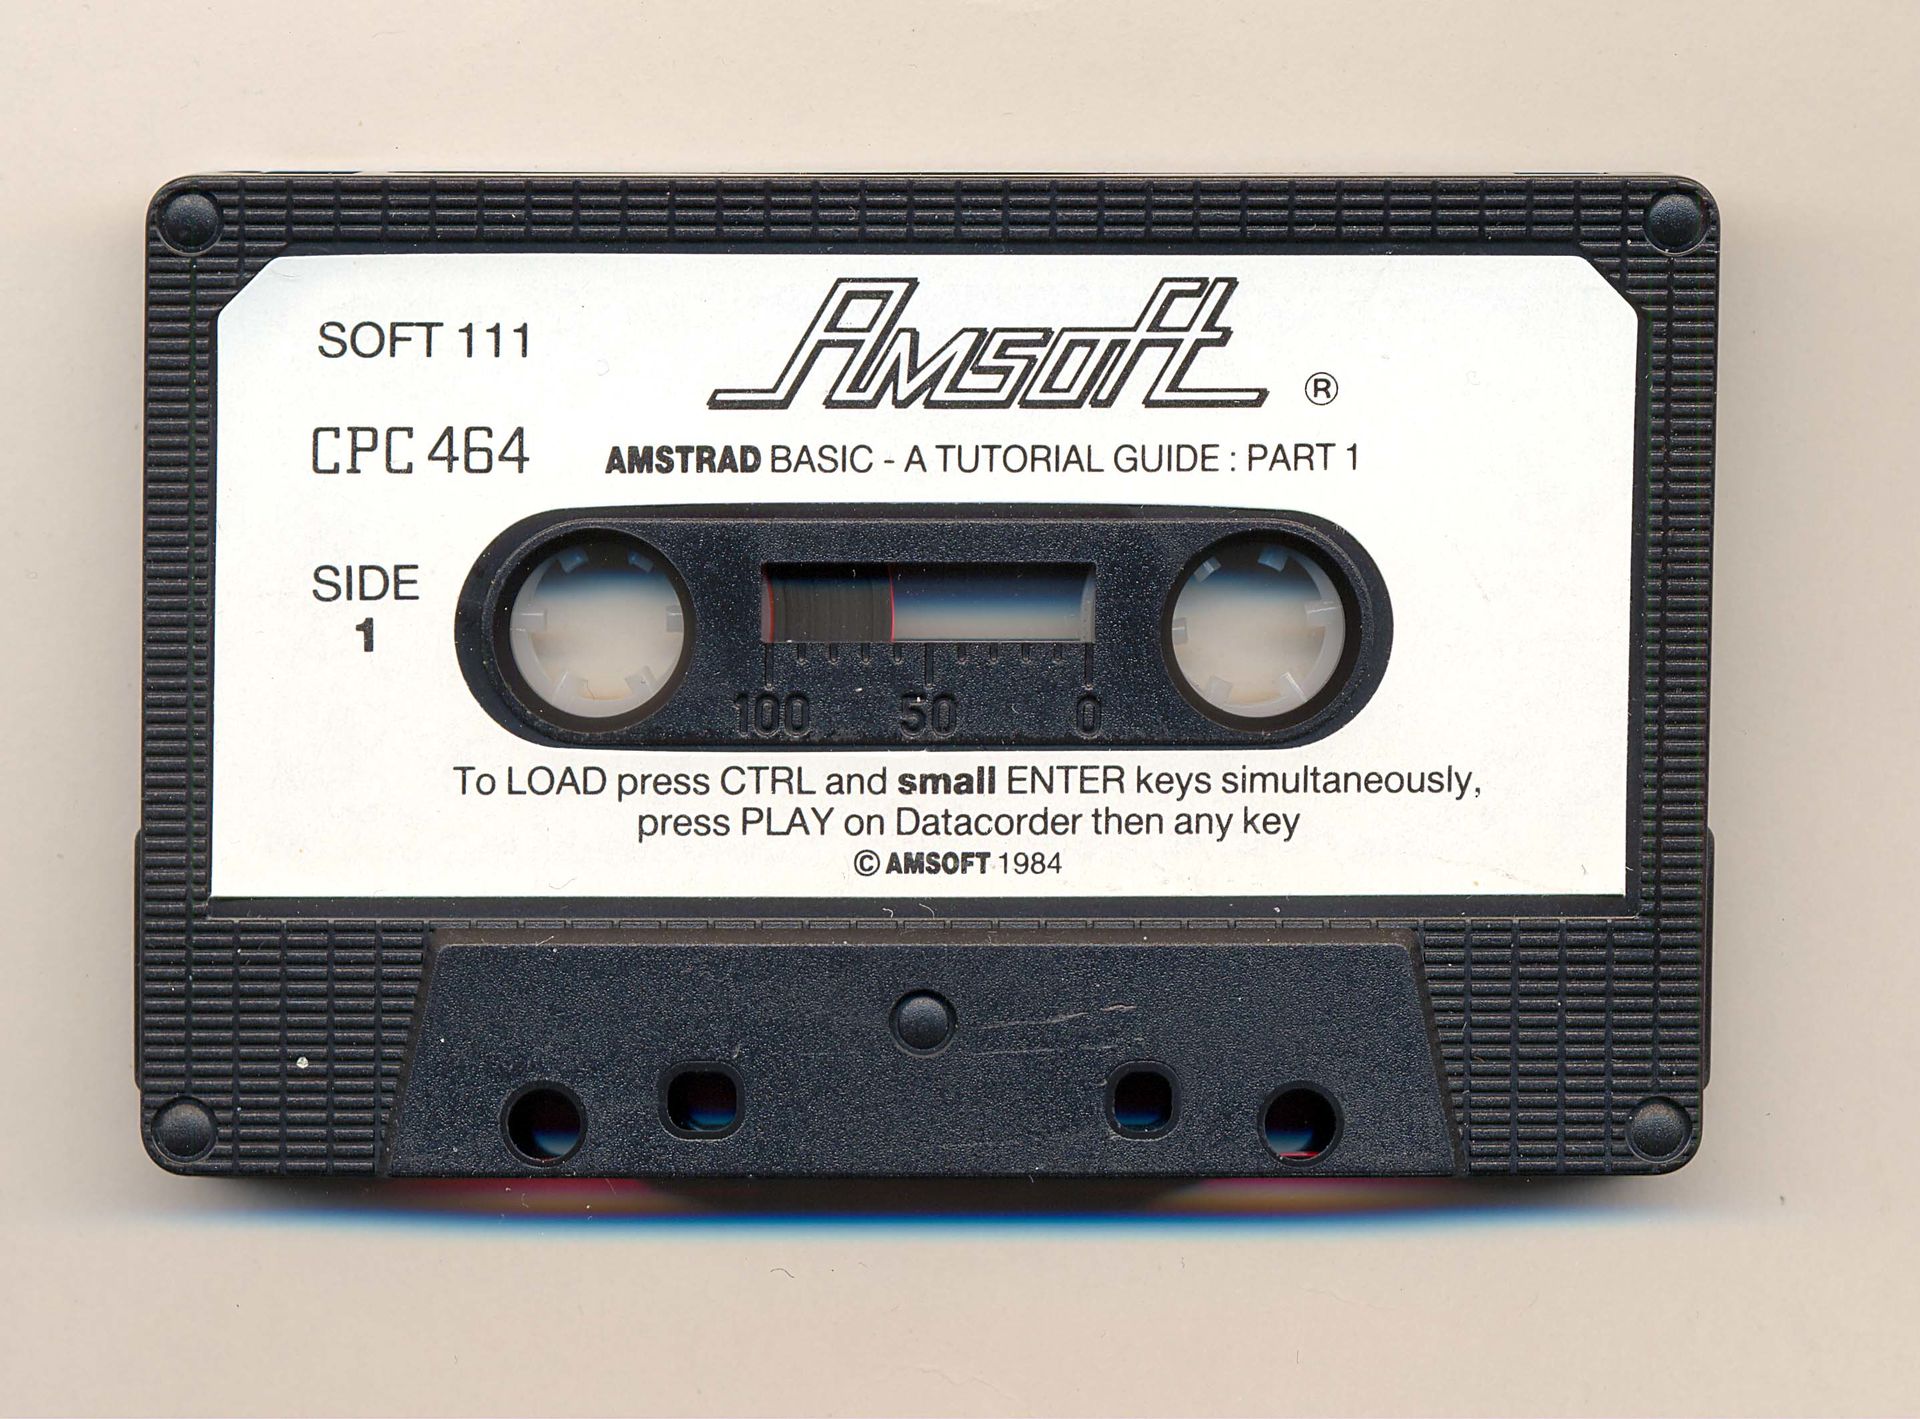 SOFT 111
Amsoft ®
CPC 464
AMSTRAD BASIC - A TUTORIAL GUIDE : PART 1
SIDE
1
100 50 0
To LOAD press CTRL and small ENTER keys simultaneously,
press PLAY on Datacorder then any key
© AMSOFT 1984